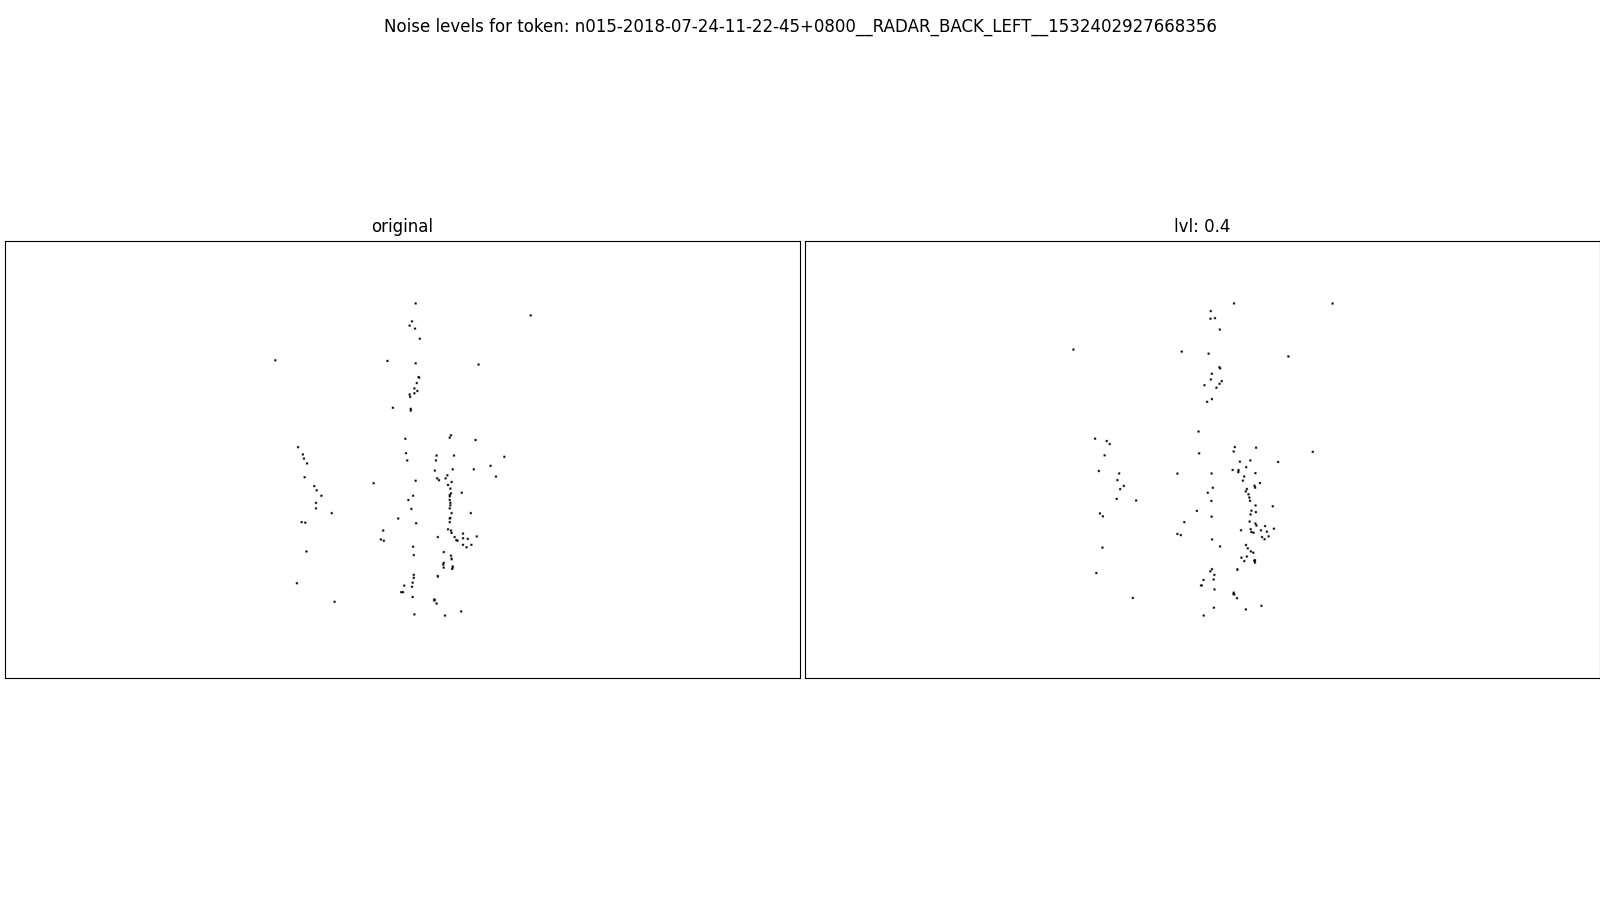 Noise levels for token: n015-2018-07-24-11-22-45+0800__RADAR_BACK_LEFT__1532402927668356
original
lvl: 0.4